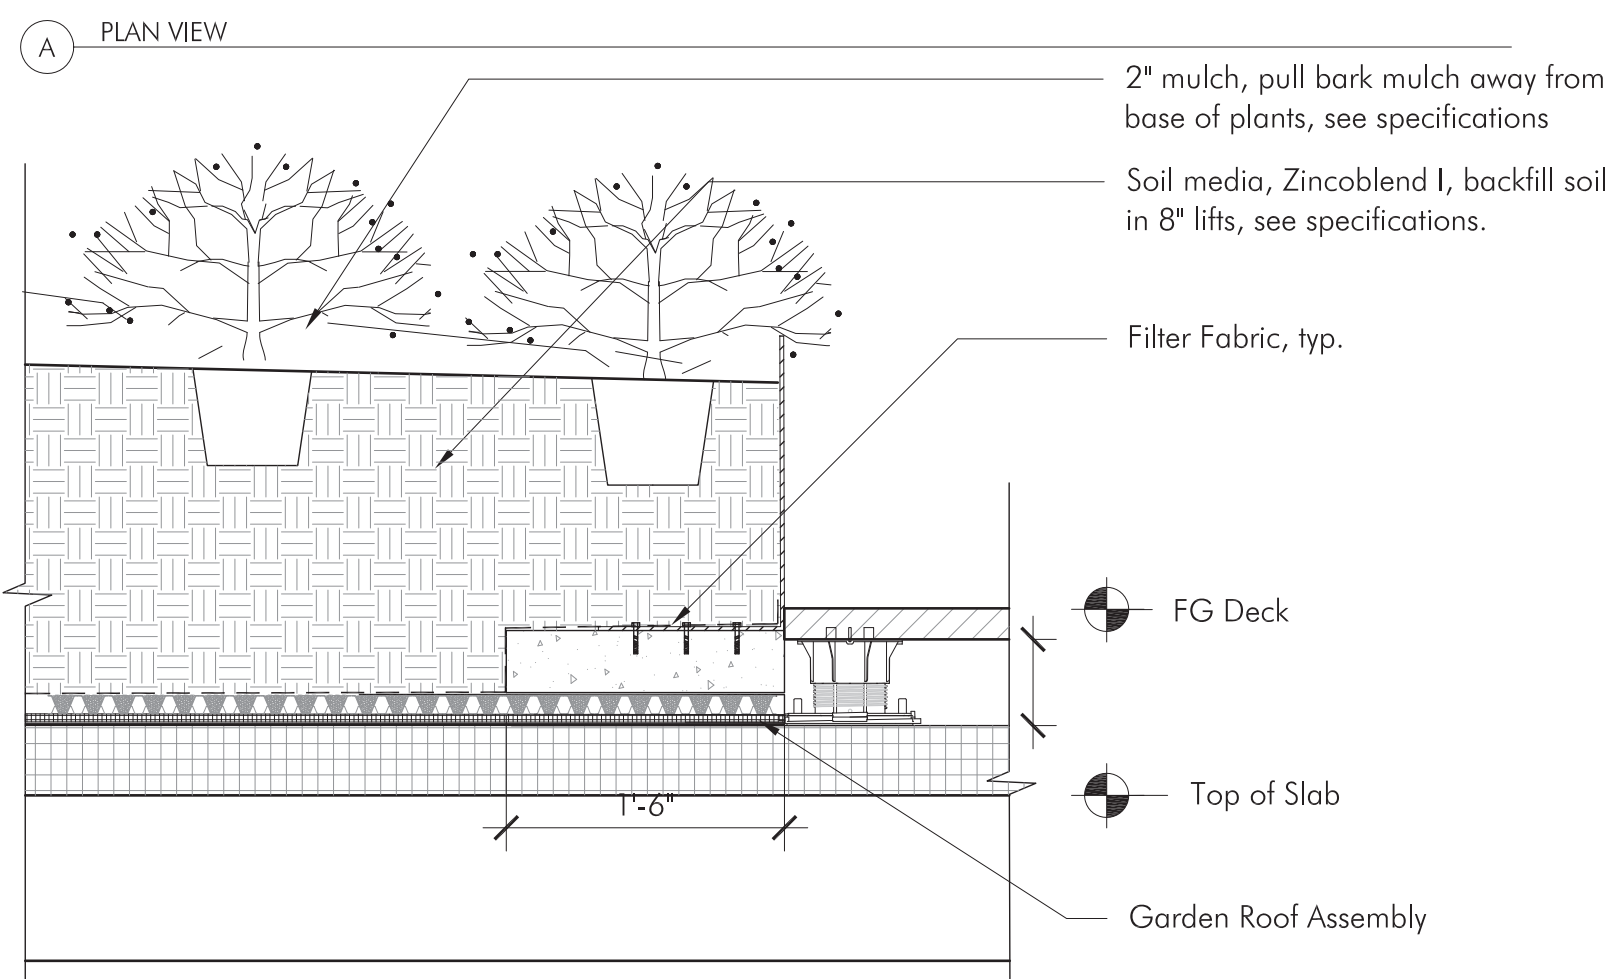 A
PLAN VIEW
2" mulch, pull bark mulch away from
base of plants, see specifications
Soil media, Zincoblend I, backfill soil
in 8" lifts, see specifications.
Filter Fabric, typ.
FG Deck
Top of Slab
1'-6"
Garden Roof Assembly